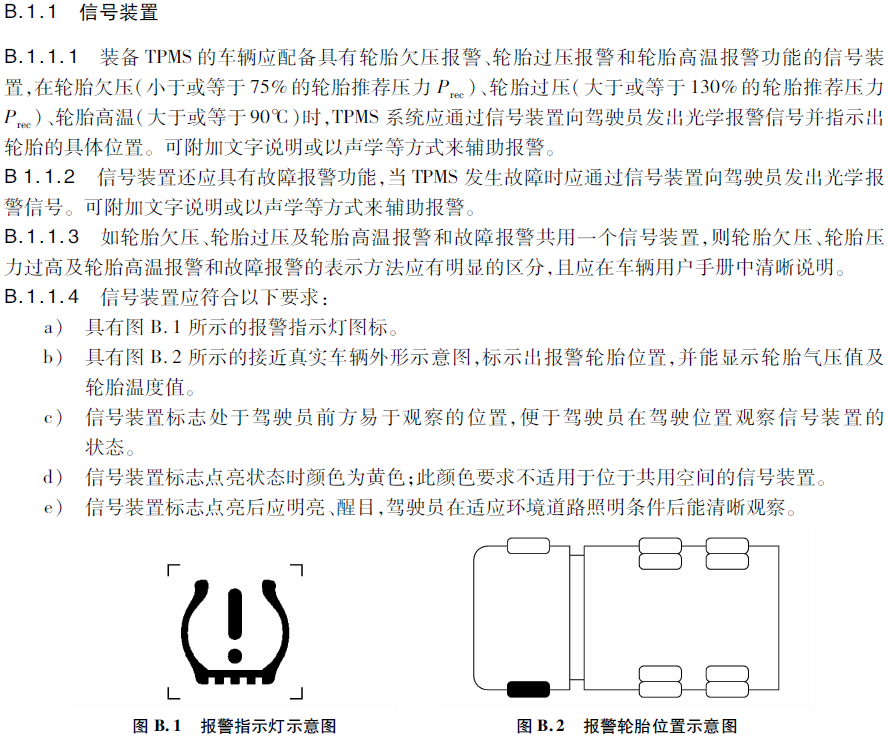 B.1.1 信号装置
B.1.1.1 装备 TPMS 的车辆应配备具有轮胎欠压报警、轮胎过压报警和轮胎高温报警功能的信号装
置,在轮胎欠压(小于或等于 75% 的轮胎推荐压力 Prec)、轮胎过压(大于或等于 130% 的轮胎推荐压力
Prec)、轮胎高温(大于或等于 90℃)时,TPMS 系统应通过信号装置向驾驶员发出光学报警信号并指示出
轮胎的具体位置。可附加文字说明或以声学等方式来辅助报警。
B 1.1.2 信号装置还应具有故障报警功能,当 TPMS 发生故障时应通过信号装置向驾驶员发出光学报
警信号。可附加文字说明或以声学等方式来辅助报警。
B.1.1.3 如轮胎欠压、轮胎过压及轮胎高温报警和故障报警共用一个信号装置,则轮胎欠压、轮胎压
力过高及轮胎高温报警和故障报警的表示方法应有明显的区分,且应在车辆用户手册中清晰说明。
B.1.1.4 信号装置应符合以下要求:
a) 具有图 B.1 所示的报警指示灯图标。
b) 具有图 B.2 所示的接近真实车辆外形示意图,标示出报警轮胎位置,并能显示轮胎气压值及
轮胎温度值。
c) 信号装置标志处于驾驶员前方易于观察的位置,便于驾驶员在驾驶位置观察信号装置的
状态。
d) 信号装置标志点亮状态时颜色为黄色;此颜色要求不适用于位于共用空间的信号装置。
e) 信号装置标志点亮后应明亮、醒目,驾驶员在适应环境道路照明条件后能清晰观察。
图 B.1 报警指示灯示意图
图 B.2 报警轮胎位置示意图